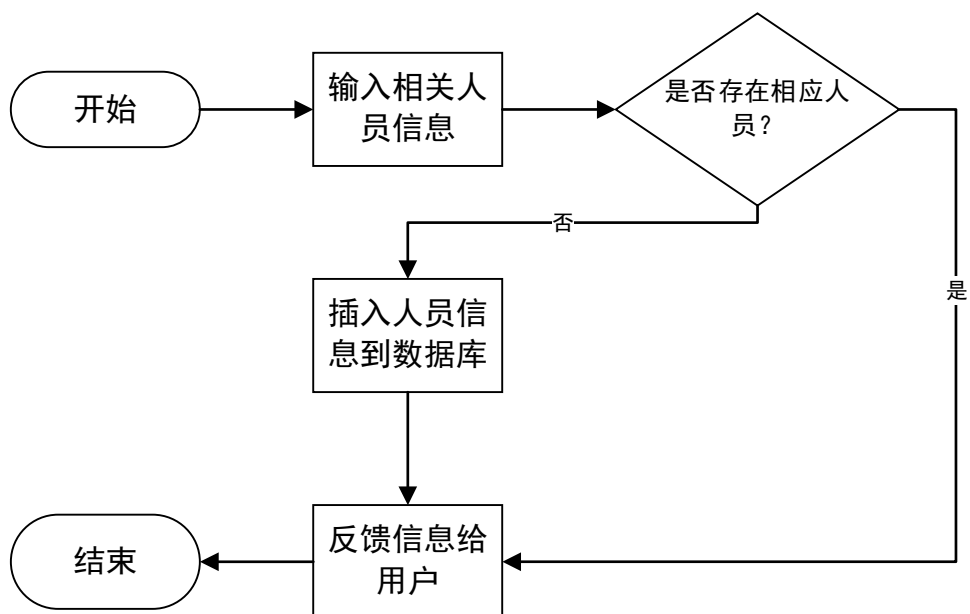 开始
输入相关人
员信息
是否存在相应人
员？
否
是
插入人员信
息到数据库
反馈信息给
用户
结束